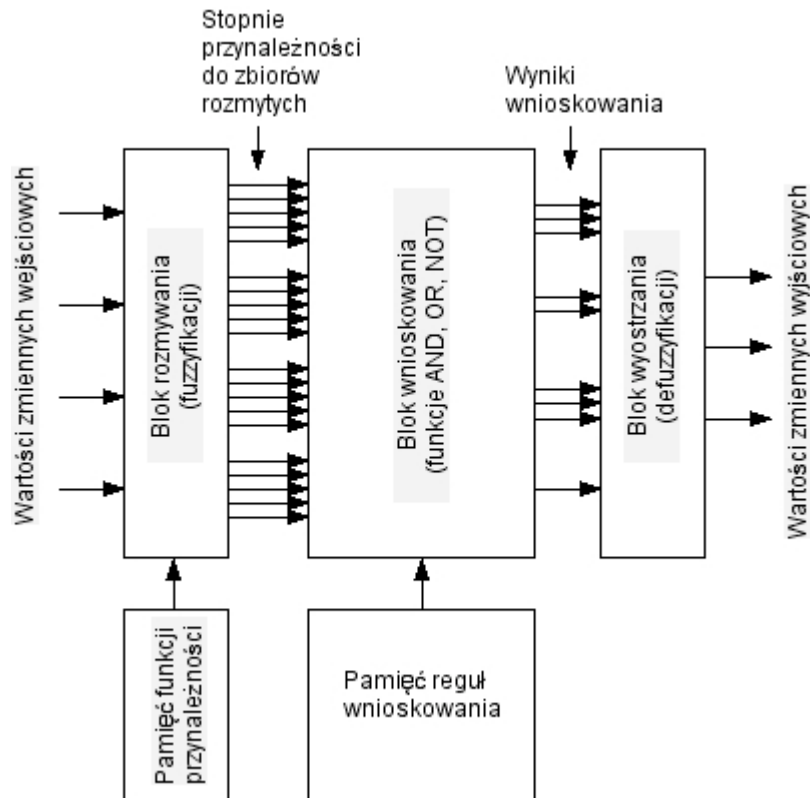 Stopnie
przynależności
do zbiorów
rozmytych
Wyniki
wnioskowania
Wartości zmiennych wejściowych
Blok rozmywania
(fuzzyfikacji)
Blok wnioskowania
(funkcje AND, OR, NOT)
Blok wyostrzania
(defuzzyfikacji)
Wartości zmiennych wyjściowych
Pamięć funkcji
przynależności
Pamięć reguł
wnioskowania